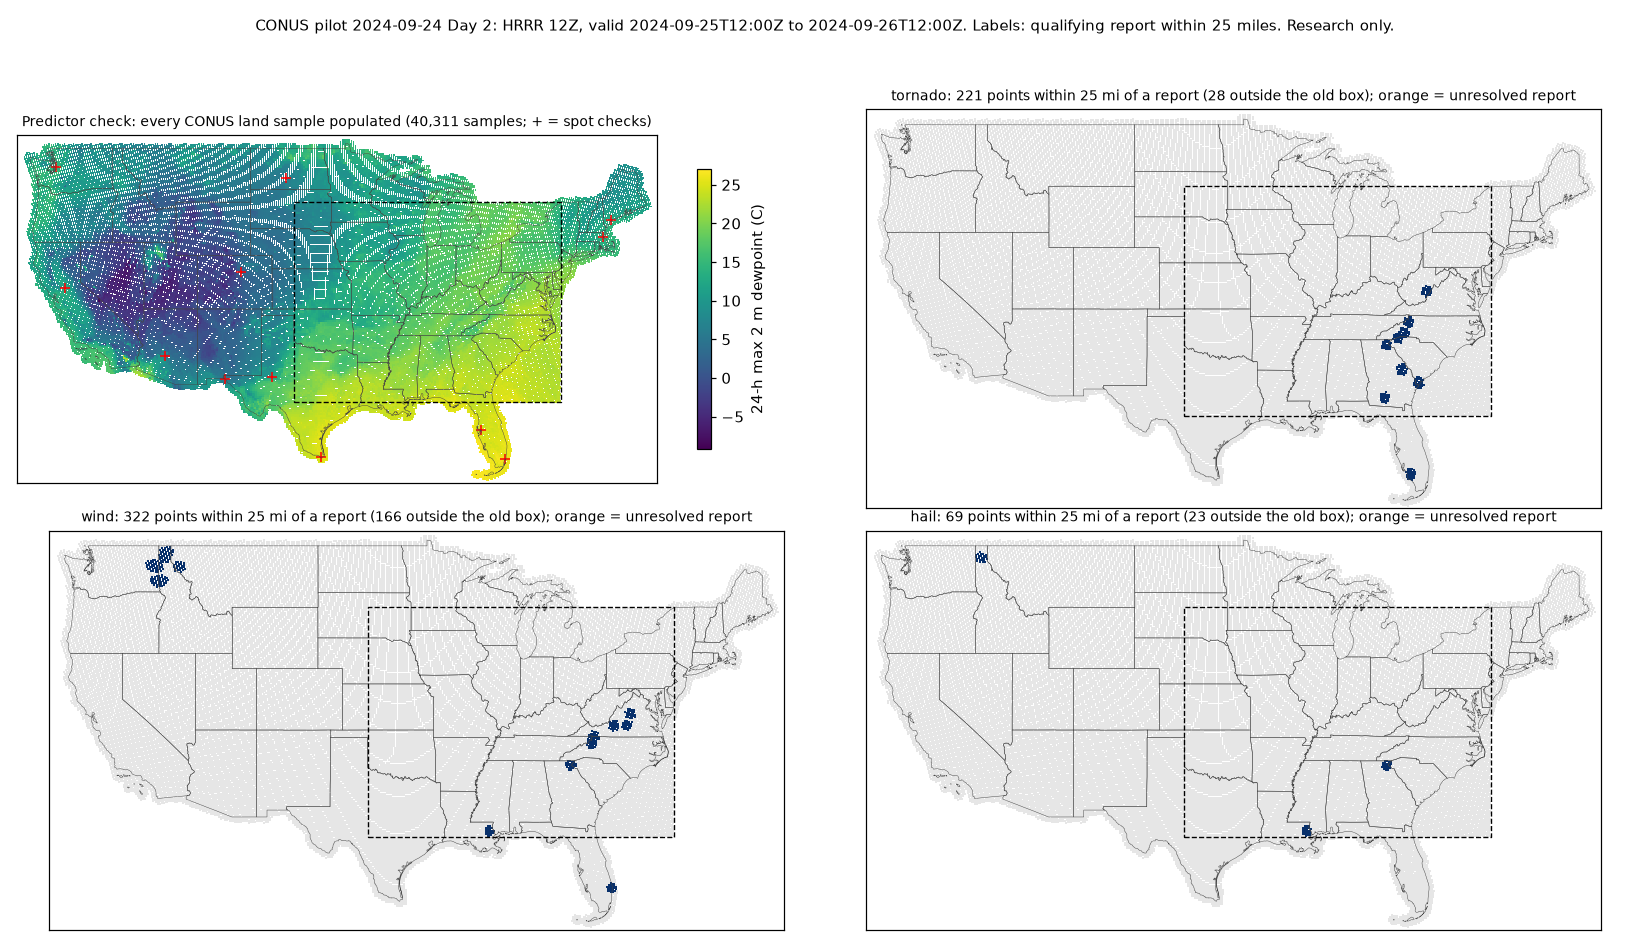 CONUS pilot 2024-09-24 Day 2: HRRR 12Z, valid 2024-09-25T12:00Z to 2024-09-26T12:00Z. Labels: qualifying report within 25 miles. Research only.
Predictor check: every CONUS land sample populated (40,311 samples; + = spot checks)
25
20
15
10
5
0
−5
24-h max 2 m dewpoint (C)
tornado: 221 points within 25 mi of a report (28 outside the old box); orange = unresolved report
wind: 322 points within 25 mi of a report (166 outside the old box); orange = unresolved report
hail: 69 points within 25 mi of a report (23 outside the old box); orange = unresolved report